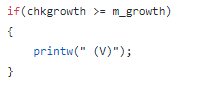 if(chkgrowth >= m_growth)
{
    printw(" (V)");
}